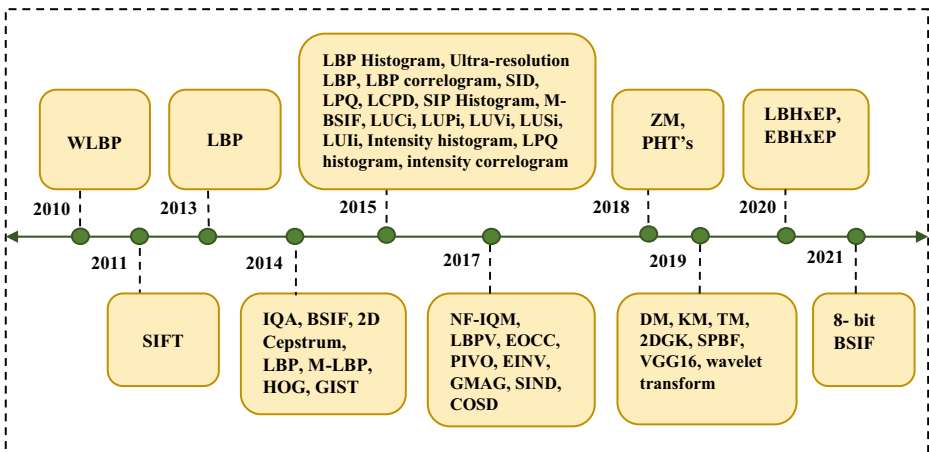 LBP Histogram, Ultra-resolution
LBP, LBP correlogram, SID,
LPQ, LCPD, SIP Histogram, M-
BSIF, LUCi, LUPi, LUVi, LUSi,
LUIi, Intensity histogram, LPQ
histogram, intensity correlogram
WLBP
LBP
ZM,
PHT's
LBHxEP,
EBHxEP
2010
2013
2015
2018
2020
2011
2014
2017
2019
2021
SIFT
IQA, BSIF, 2D
Cepstrum,
LBP, M-LBP,
HOG, GIST
NF-IQM,
LBPV, EOCC,
PIVO, EINV,
GMAG, SIND,
COSD
DM, KM, TM,
2DGK, SPBF,
VGG16, wavelet
transform
8- bit
BSIF